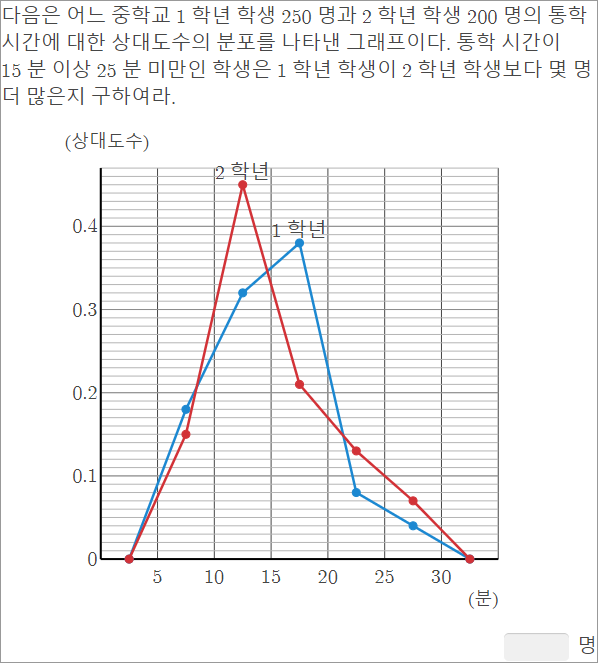 다음은 어느 중학교 1 학년 학생 250 명과 2 학년 학생 200 명의 통학
시간에 대한 상대도수의 분포를 나타낸 그래프이다. 통학 시간이
15 분 이상 25 분 미만인 학생은 1 학년 학생이 2 학년 학생보다 몇 명
더 많은지 구하여라.
(상대도수)
2 학년
1 학년
0.4
0.3
0.2
0.1
0
5 10 15 20 25 30
(분)
명